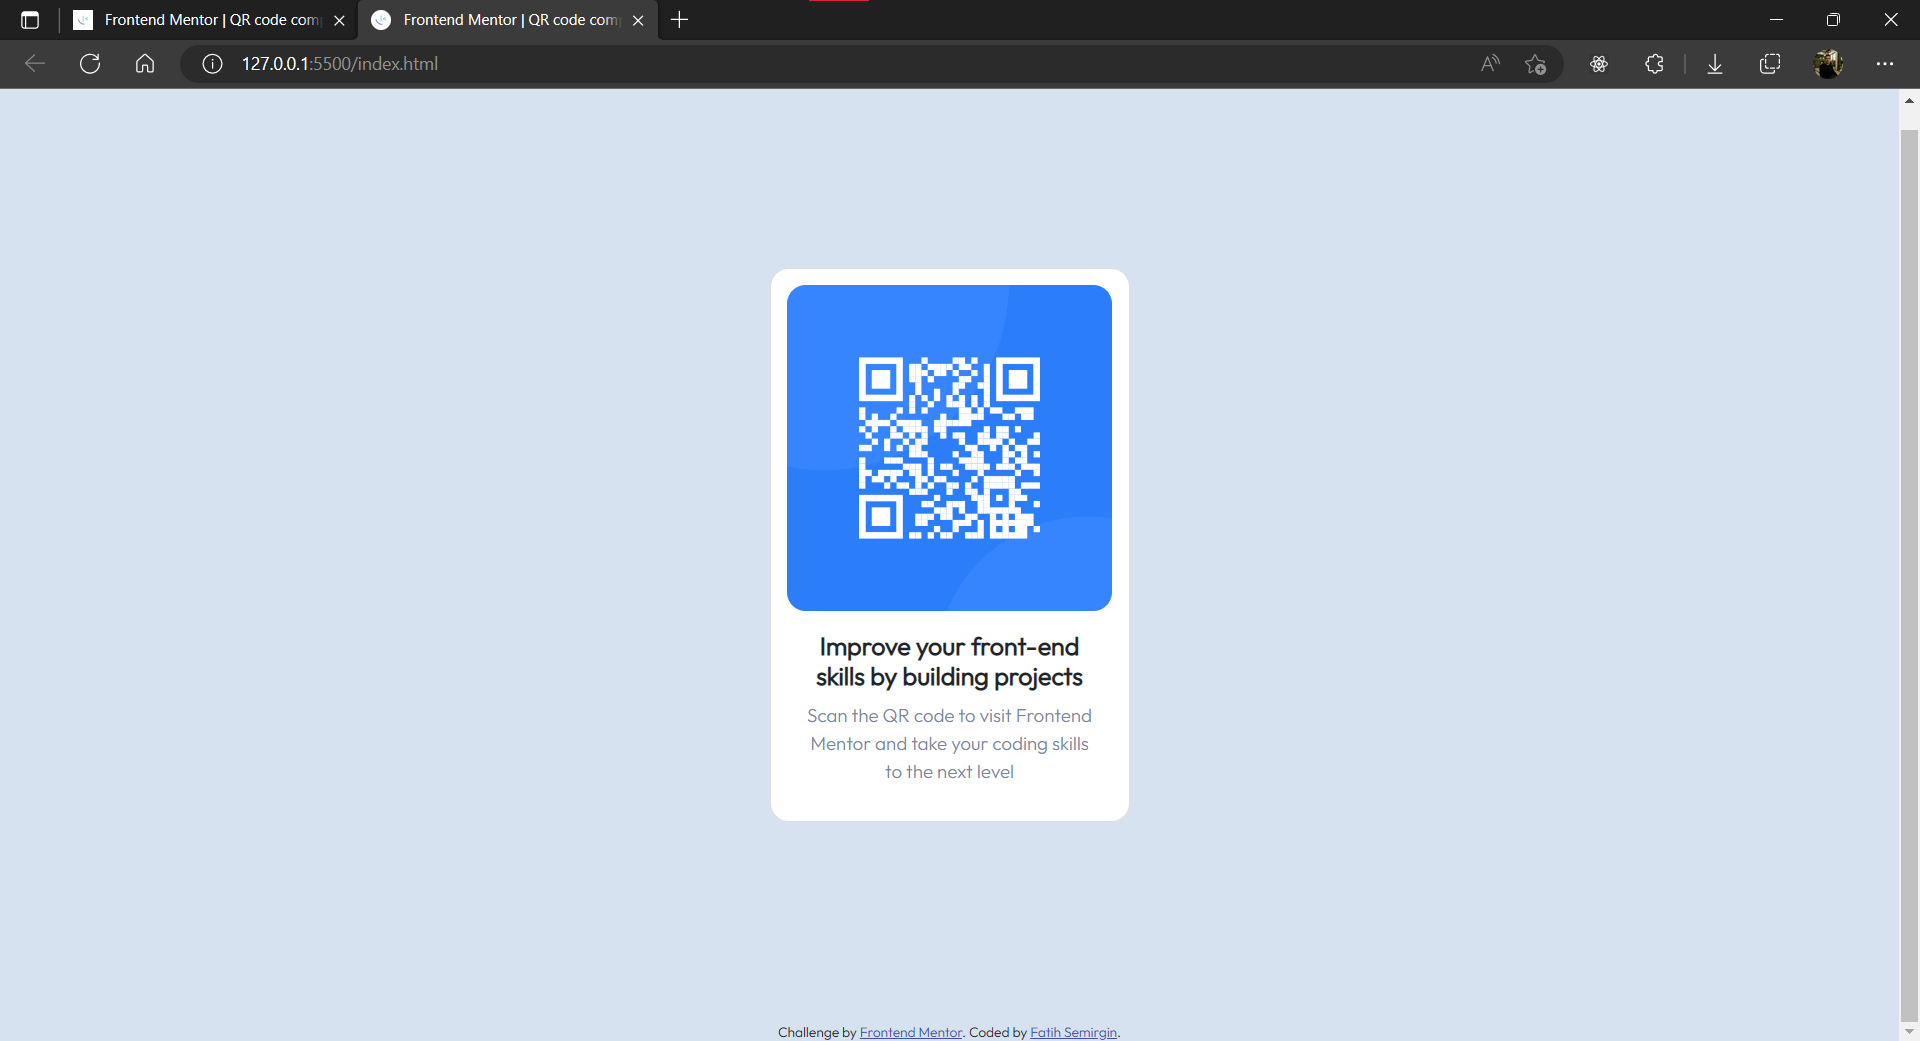 Frontend Mentor | QR code com
Frontend Mentor | QR code com
127.0.0.1:5500/index.html
Improve your front-end
skills by building projects
Scan the QR code to visit Frontend
Mentor and take your coding skills
to the next level
Challenge by Frontend Mentor. Coded by Fatih Semirgin.